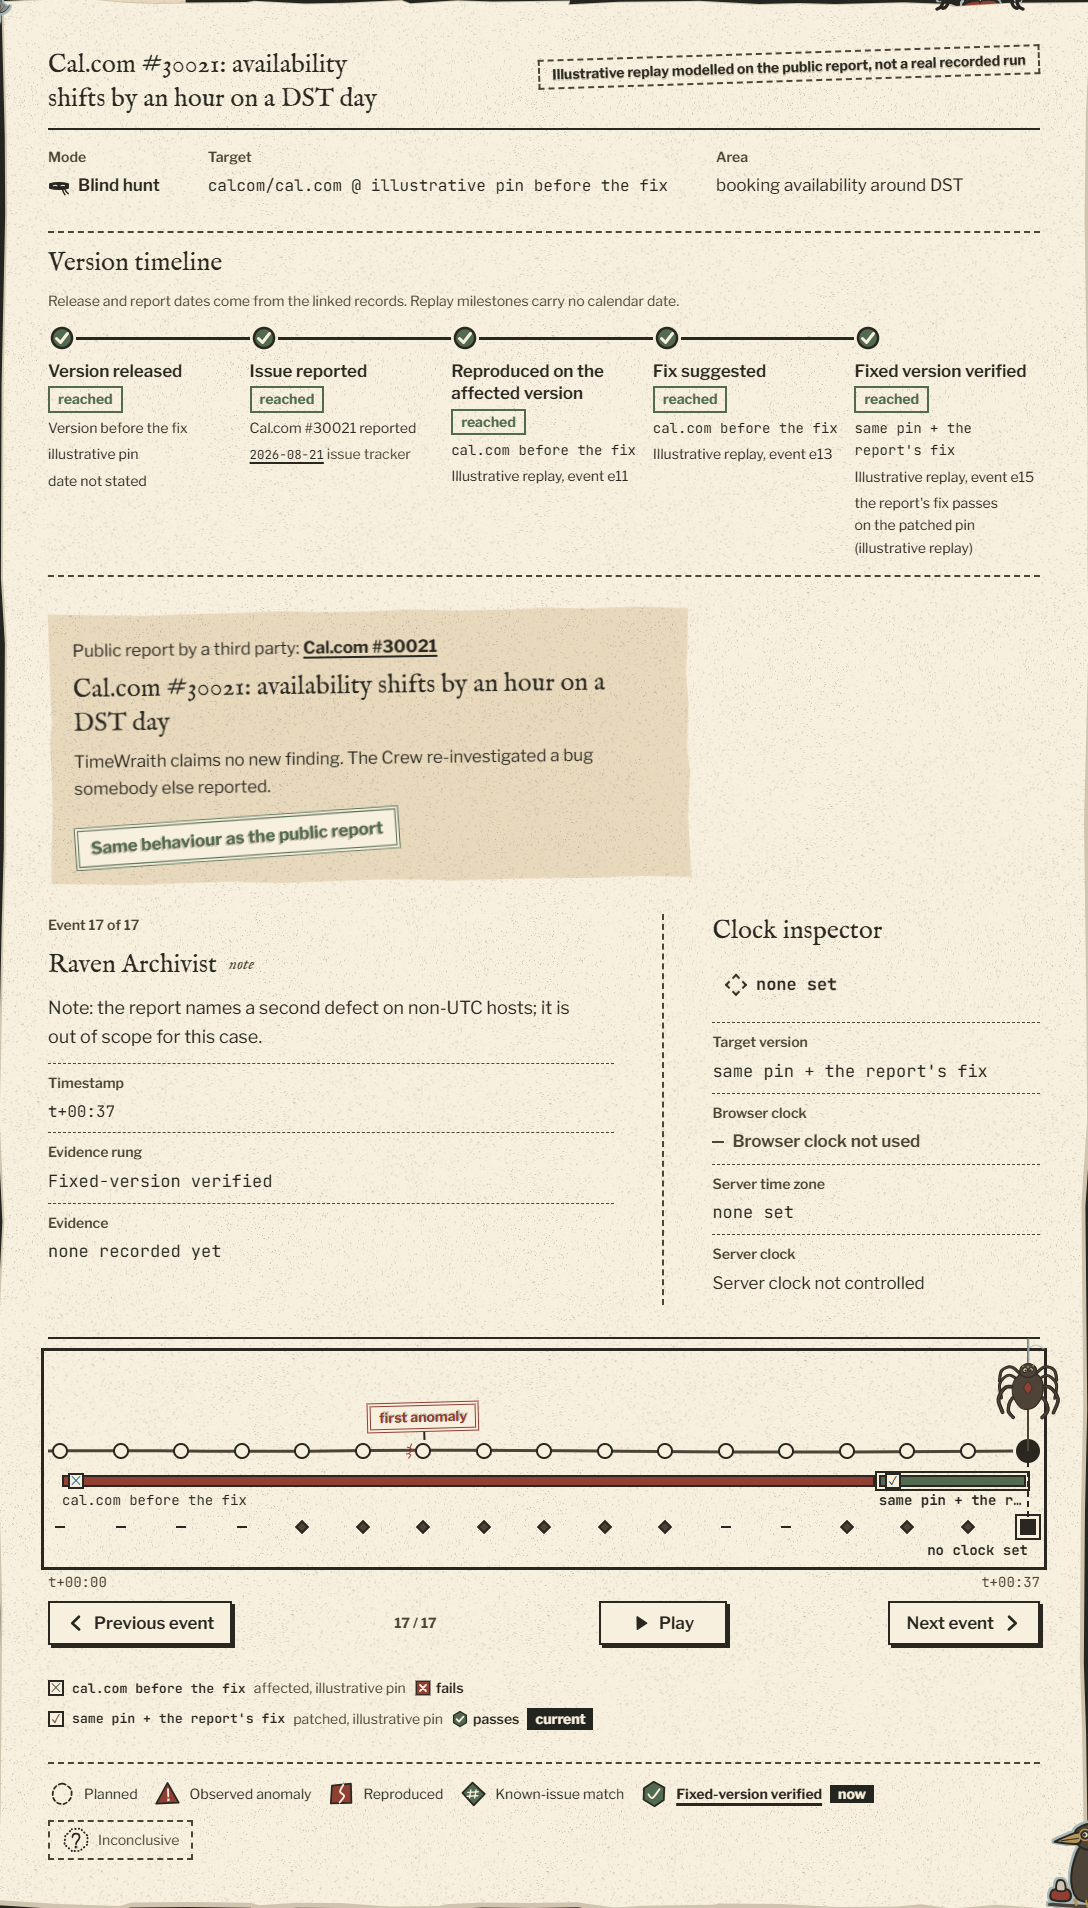 Cal.com #30021: availability
shifts by an hour on a DST day
Illustrative replay modelled on the public report, not a real recorded run
Mode
Target
Area
Blind hunt
calcom/cal.com @ illustrative pin before the fix
booking availability around DST
Version timeline
Release and report dates come from the linked records. Replay milestones carry no calendar date.
Version released
reached
Version before the fix
illustrative pin
date not stated
Issue reported
reached
Cal.com #30021 reported
2026-08-21 issue tracker
Reproduced on the
affected version
reached
cal.com before the fix
Illustrative replay, event e11
Fix suggested
reached
cal.com before the fix
Illustrative replay, event e13
Fixed version verified
reached
same pin + the
report's fix
Illustrative replay, event e15
the report's fix passes
on the patched pin
(illustrative replay)
Public report by a third party: Cal.com #30021
Cal.com #30021: availability shifts by an hour on a
DST day
TimeWraith claims no new finding. The Crew re-investigated a bug
somebody else reported.
Same behaviour as the public report
Event 17 of 17
Raven Archivist note
Note: the report names a second defect on non-UTC hosts; it is
out of scope for this case.
Timestamp
t+00:37
Evidence rung
Fixed-version verified
Evidence
none recorded yet
Clock inspector
none set
Target version
same pin + the report's fix
Browser clock
— Browser clock not used
Server time zone
none set
Server clock
Server clock not controlled
first anomaly
cal.com before the fix
same pin + the r…
no clock set
t+00:00
t+00:37
Previous event
17 / 17
Play
Next event
cal.com before the fix affected, illustrative pin fails
same pin + the report's fix patched, illustrative pin passes current
Planned
Observed anomaly
Reproduced
Known-issue match
Fixed-version verified now
Inconclusive